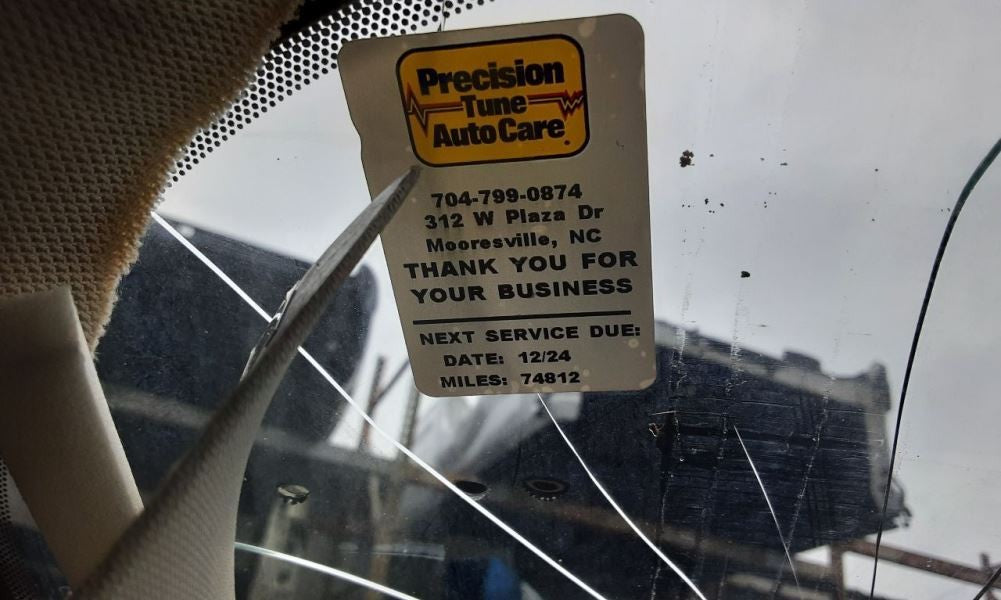 Precision
Tune
Auto Care
704-799-0874
312 W Plaza Dr
Mooresville, NC
THANK YOU FOR
YOUR BUSINESS
NEXT SERVICE DUE:
DATE: 12/24
MILES: 74812